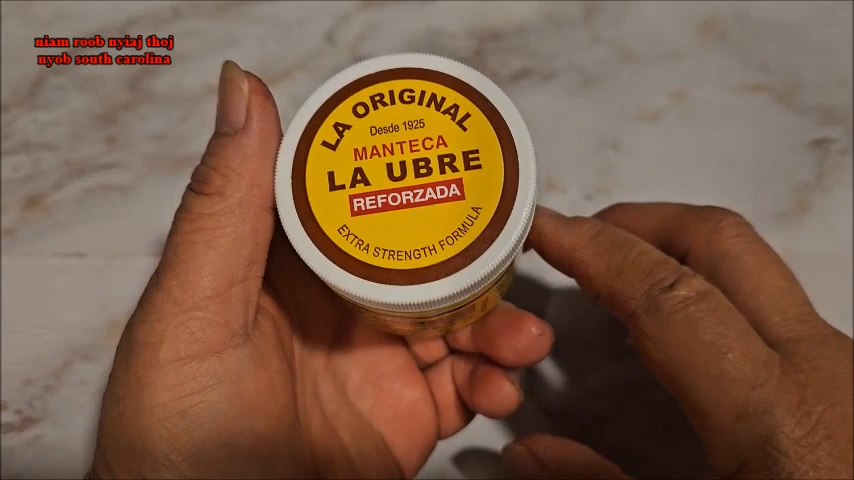 niam roob nyiaj thoj
nyob south carolina
LA ORIGINAL
Desde 1925
MANTECA
LA UBRE
REFORZADA
EXTRA STRENGTH FORMULA